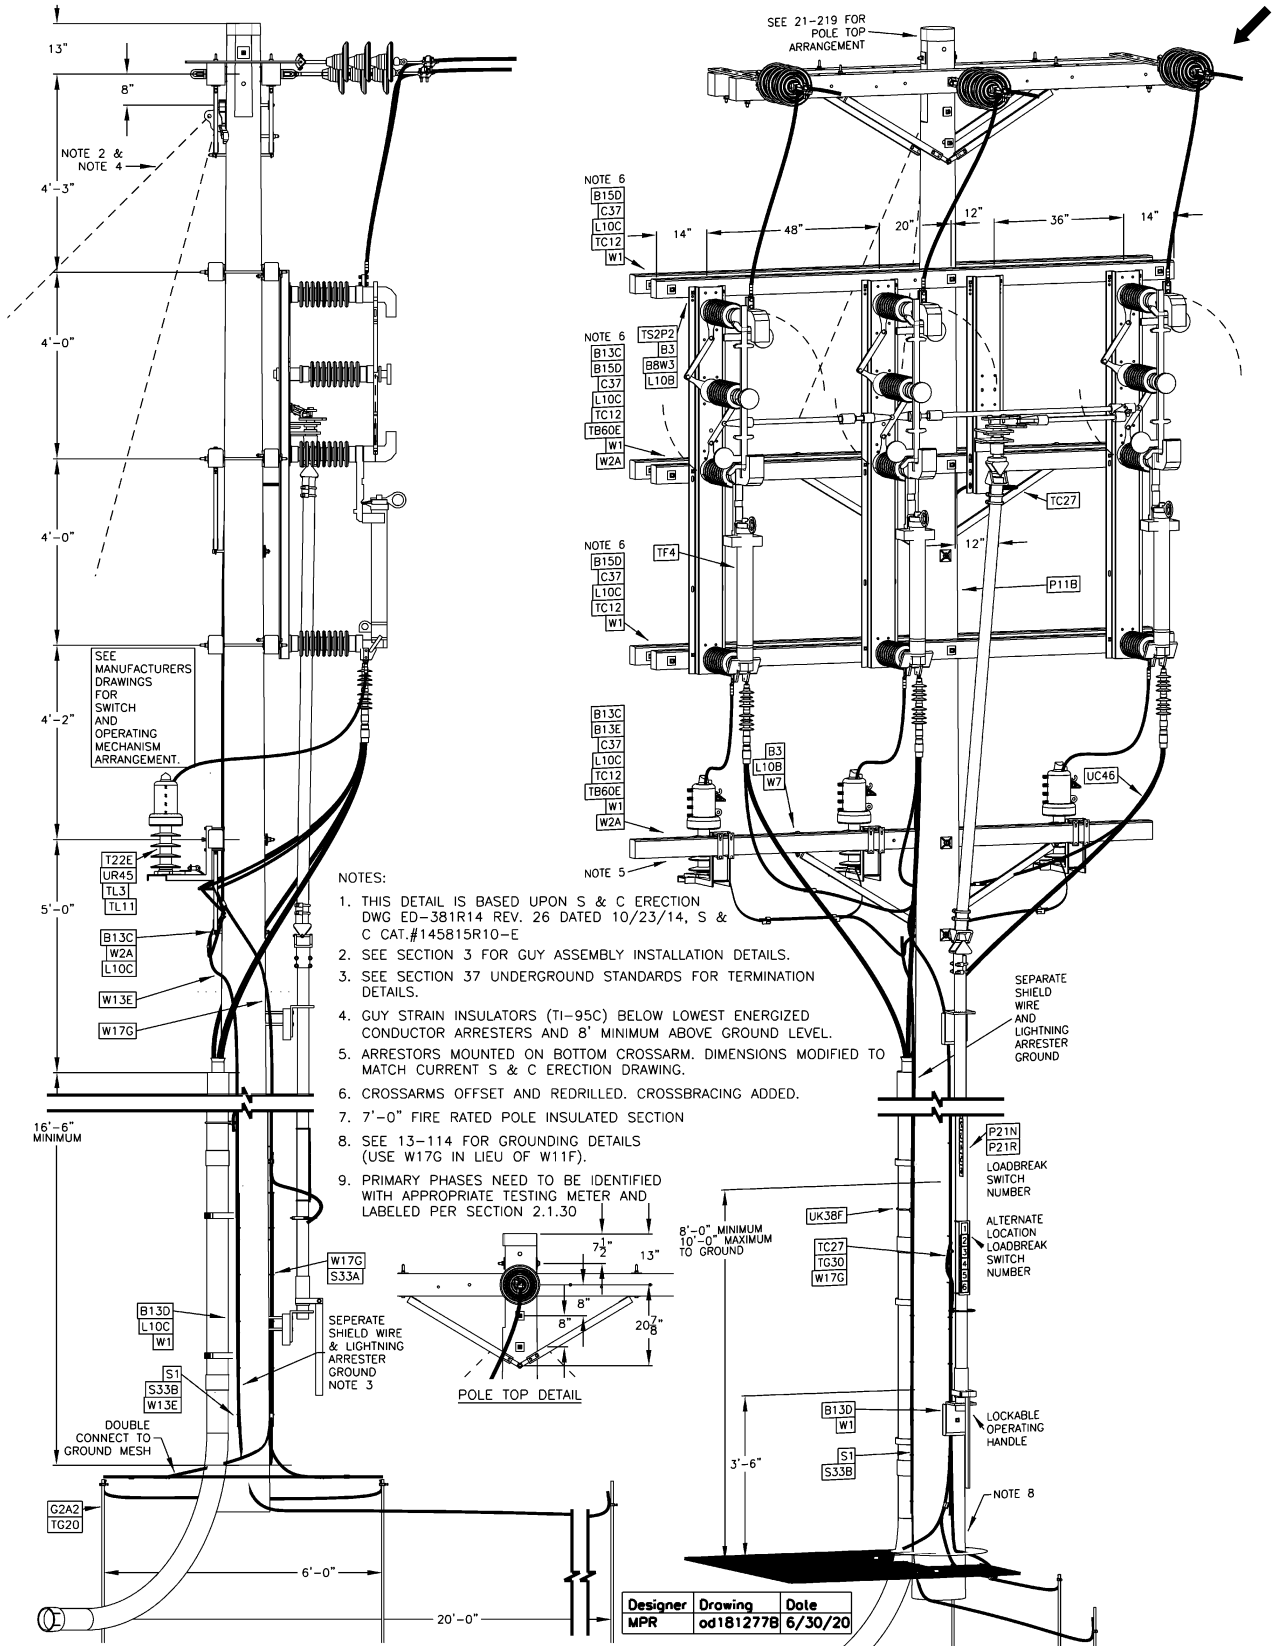 13"
8"
NOTE 2 &
NOTE 4
4'-3"
4'-0"
4'-0"
SEE
MANUFACTURERS
DRAWINGS
FOR
SWITCH
AND
OPERATING
MECHANISM
ARRANGEMENT.
4'-2"
T22E
UR45
TL3
TL11
5'-0"
B13C
W2A
L10C
W13E
W17G
16'-6"
MINIMUM
W17G
S33A
B13D
L10C
W1
SEPERATE
SHIELD WIRE
& LIGHTNING
ARRESTER
GROUND
NOTE 3
S1
S33B
W13E
DOUBLE
CONNECT TO
GROUND MESH
G2A2
TG20
6'-0"
20'-0"
NOTES:
1. THIS DETAIL IS BASED UPON S & C ERECTION
DWG ED-381R14 REV. 26 DATED 10/23/14, S &
C CAT.#145815R10-E
2. SEE SECTION 3 FOR GUY ASSEMBLY INSTALLATION DETAILS.
3. SEE SECTION 37 UNDERGROUND STANDARDS FOR TERMINATION
DETAILS.
4. GUY STRAIN INSULATORS (TI-95C) BELOW LOWEST ENERGIZED
CONDUCTOR ARRESTERS AND 8' MINIMUM ABOVE GROUND LEVEL.
5. ARRESTORS MOUNTED ON BOTTOM CROSSARM. DIMENSIONS MODIFIED TO
MATCH CURRENT S & C ERECTION DRAWING.
6. CROSSARMS OFFSET AND REDRILLED. CROSSBRACING ADDED.
7. 7'-0" FIRE RATED POLE INSULATED SECTION
8. SEE 13-114 FOR GROUNDING DETAILS
(USE W17G IN LIEU OF W11F).
9. PRIMARY PHASES NEED TO BE IDENTIFIED
WITH APPROPRIATE TESTING METER AND
LABELED PER SECTION 2.1.30
7 1/2"
13"
8"
8"
20 7/8"
POLE TOP DETAIL
SEE 21-219 FOR
POLE TOP
ARRANGEMENT
NOTE 6
B15D
C37
L10C
TC12
W1
14"
48"
20"
12"
36"
14"
TS2P2
B3
B8W3
L10B
NOTE 6
B13C
B15D
C37
L10C
TC12
TB60E
W1
W2A
TC27
12"
NOTE 6
B15D
C37
L10C
TC12
W1
TF4
P11B
B13C
B13E
C37
L10C
TC12
TB60E
W1
W2A
B3
L10B
W7
UC46
NOTE 5
SEPARATE
SHIELD
WIRE
AND
LIGHTNING
ARRESTER
GROUND
P21N
P21R
LOADBREAK
SWITCH
NUMBER
UK38F
8'-0" MINIMUM
10'-0" MAXIMUM
TO GROUND
TC27
TG30
W17G
1
2
3
4
5
6
ALTERNATE
LOCATION
LOADBREAK
SWITCH
NUMBER
B13D
W1
LOCKABLE
OPERATING
HANDLE
S1
S33B
3'-6"
NOTE 8
Designer Drawing Date
MPR od181277B 6/30/20